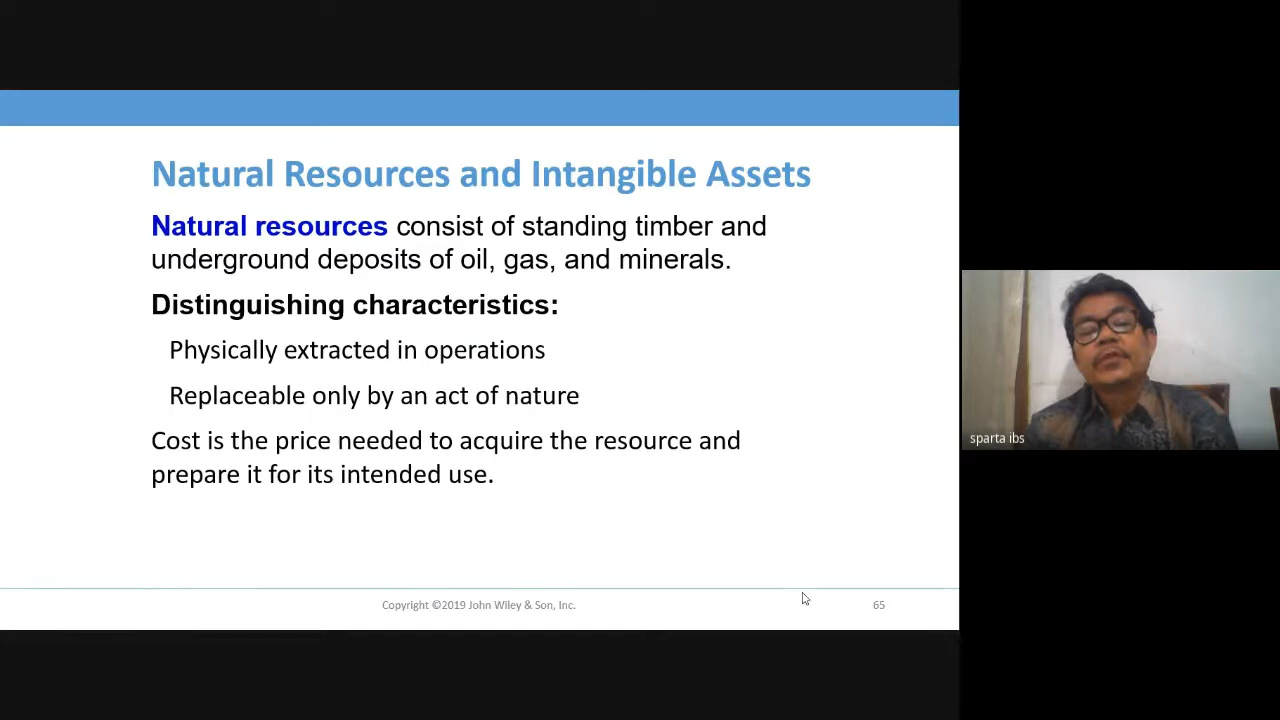 Natural Resources and Intangible Assets
Natural resources consist of standing timber and
underground deposits of oil, gas, and minerals.
Distinguishing characteristics:
Physically extracted in operations
Replaceable only by an act of nature
Cost is the price needed to acquire the resource and
prepare it for its intended use.
Copyright ©2019 John Wiley & Son, Inc.
65
sparta ibs